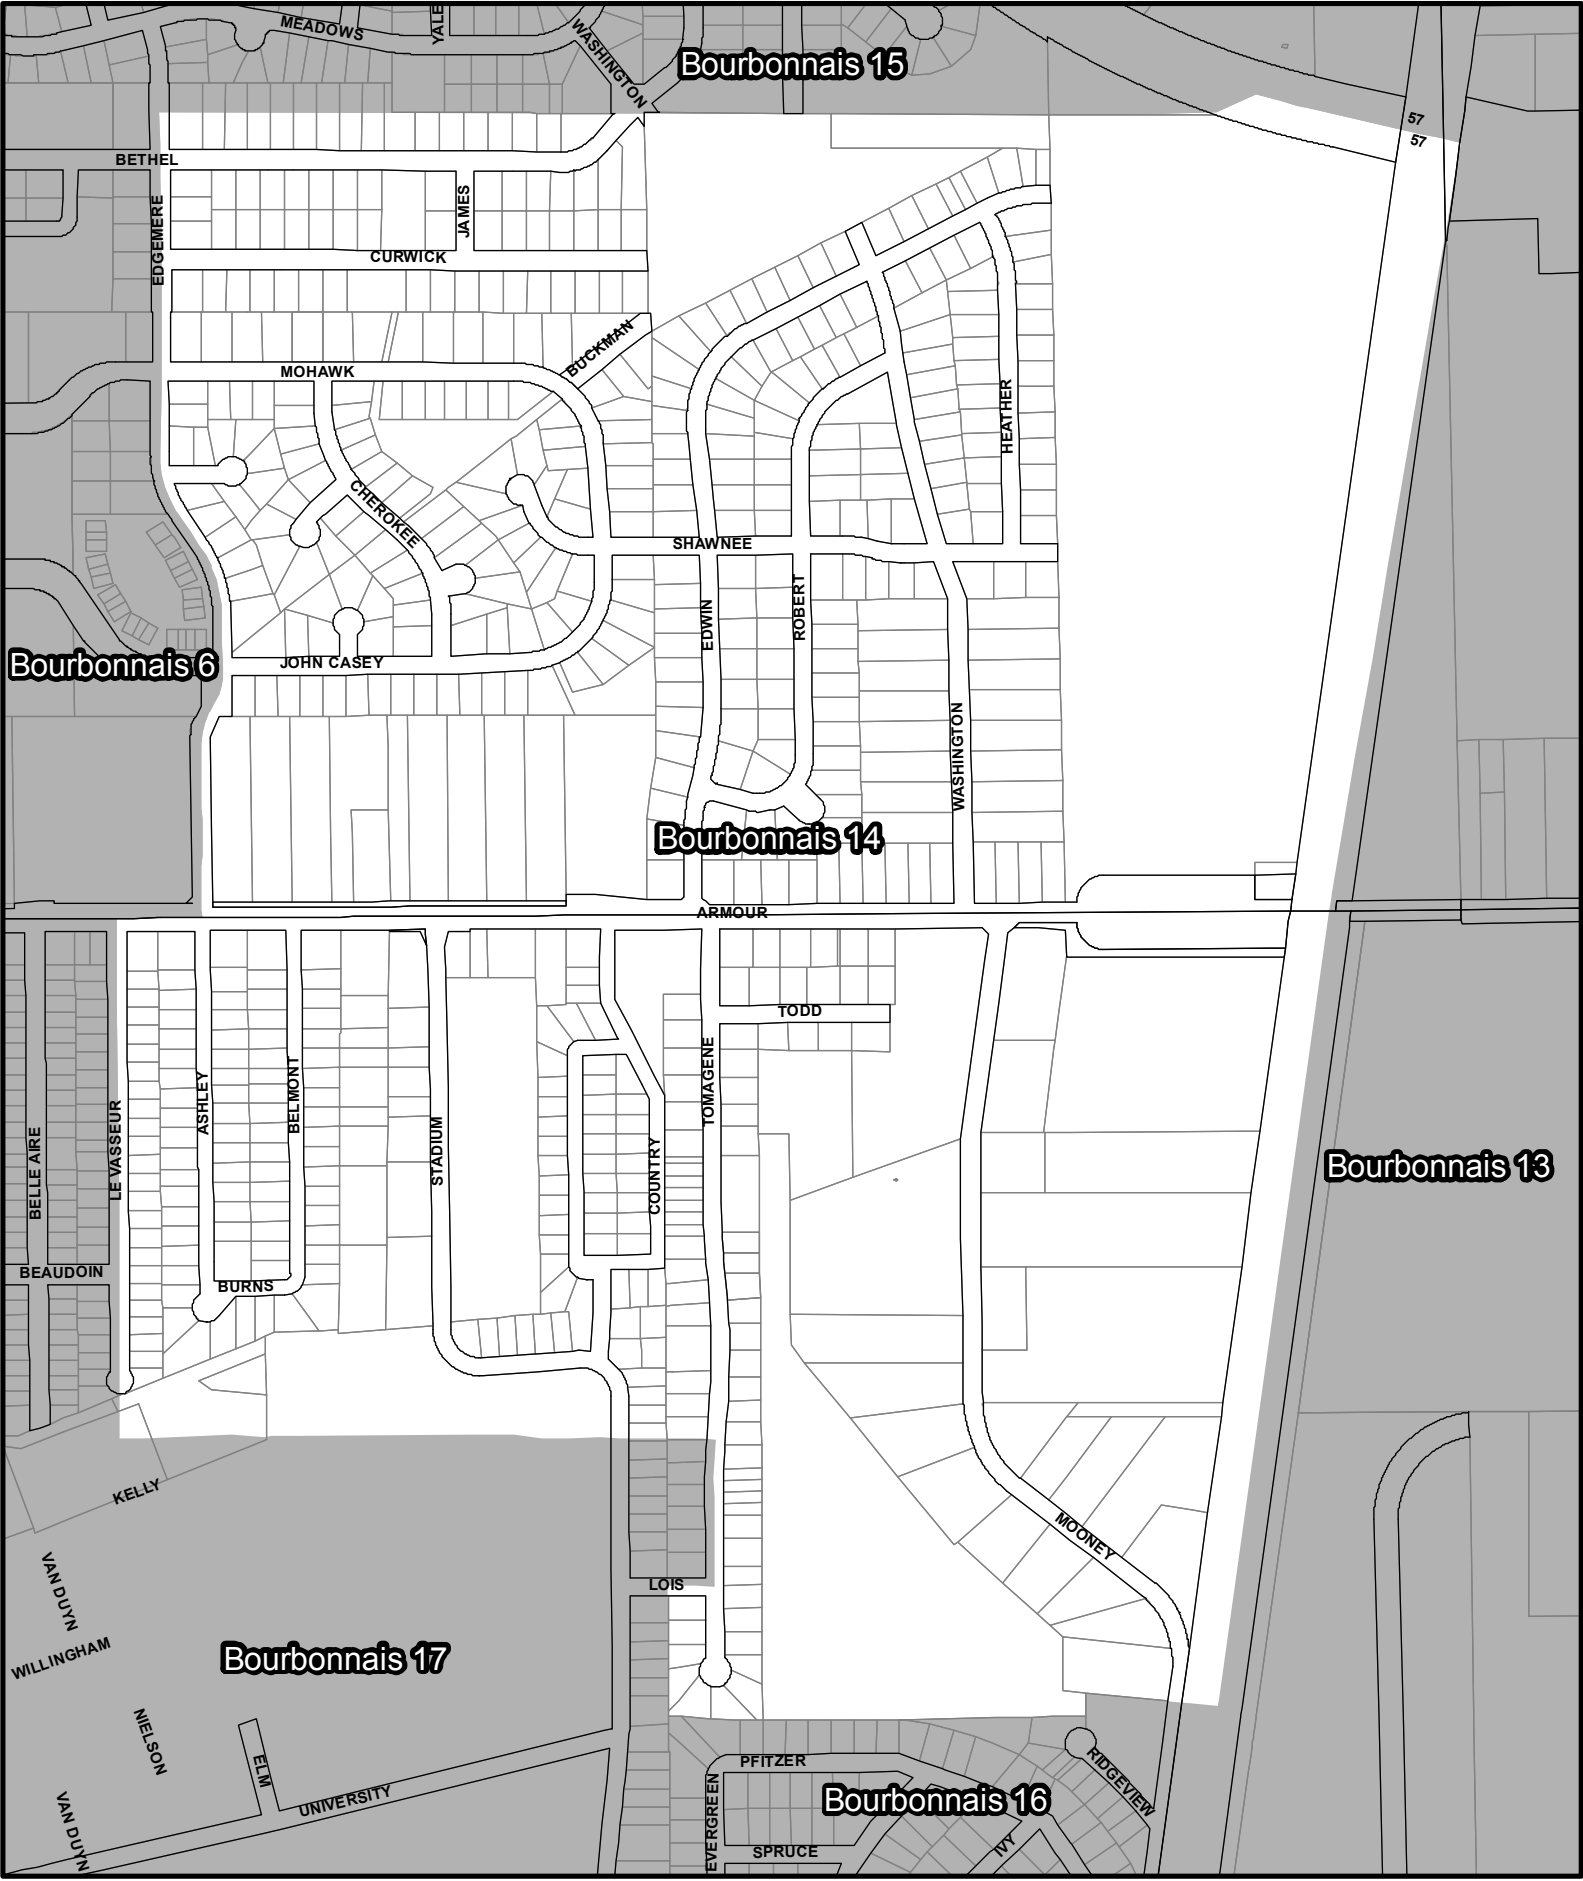 MEADOWS
YALE
WASHINGTON
Bourbonnais 15
57
57
BETHEL
EDGEMERE
JAMES
CURWICK
BUCKMAN
MOHAWK
HEATHER
CHEROKEE
SHAWNEE
EDWIN
ROBERT
Bourbonnais 6
JOHN CASEY
WASHINGTON
Bourbonnais 14
ARMOUR
TODD
TOMAGENE
BELMONT
ASHLEY
LE VASSEUR
BELLE AIRE
STADIUM
COUNTRY
Bourbonnais 13
BEAUDOIN
BURNS
KELLY
MOONEY
VAN DUYN
LOIS
WILLINGHAM
Bourbonnais 17
NIELSON
ELM
PFITZER
RIDGEVIEW
UNIVERSITY
Bourbonnais 16
EVERGREEN
VAN DUYN
IVY
SPRUCE